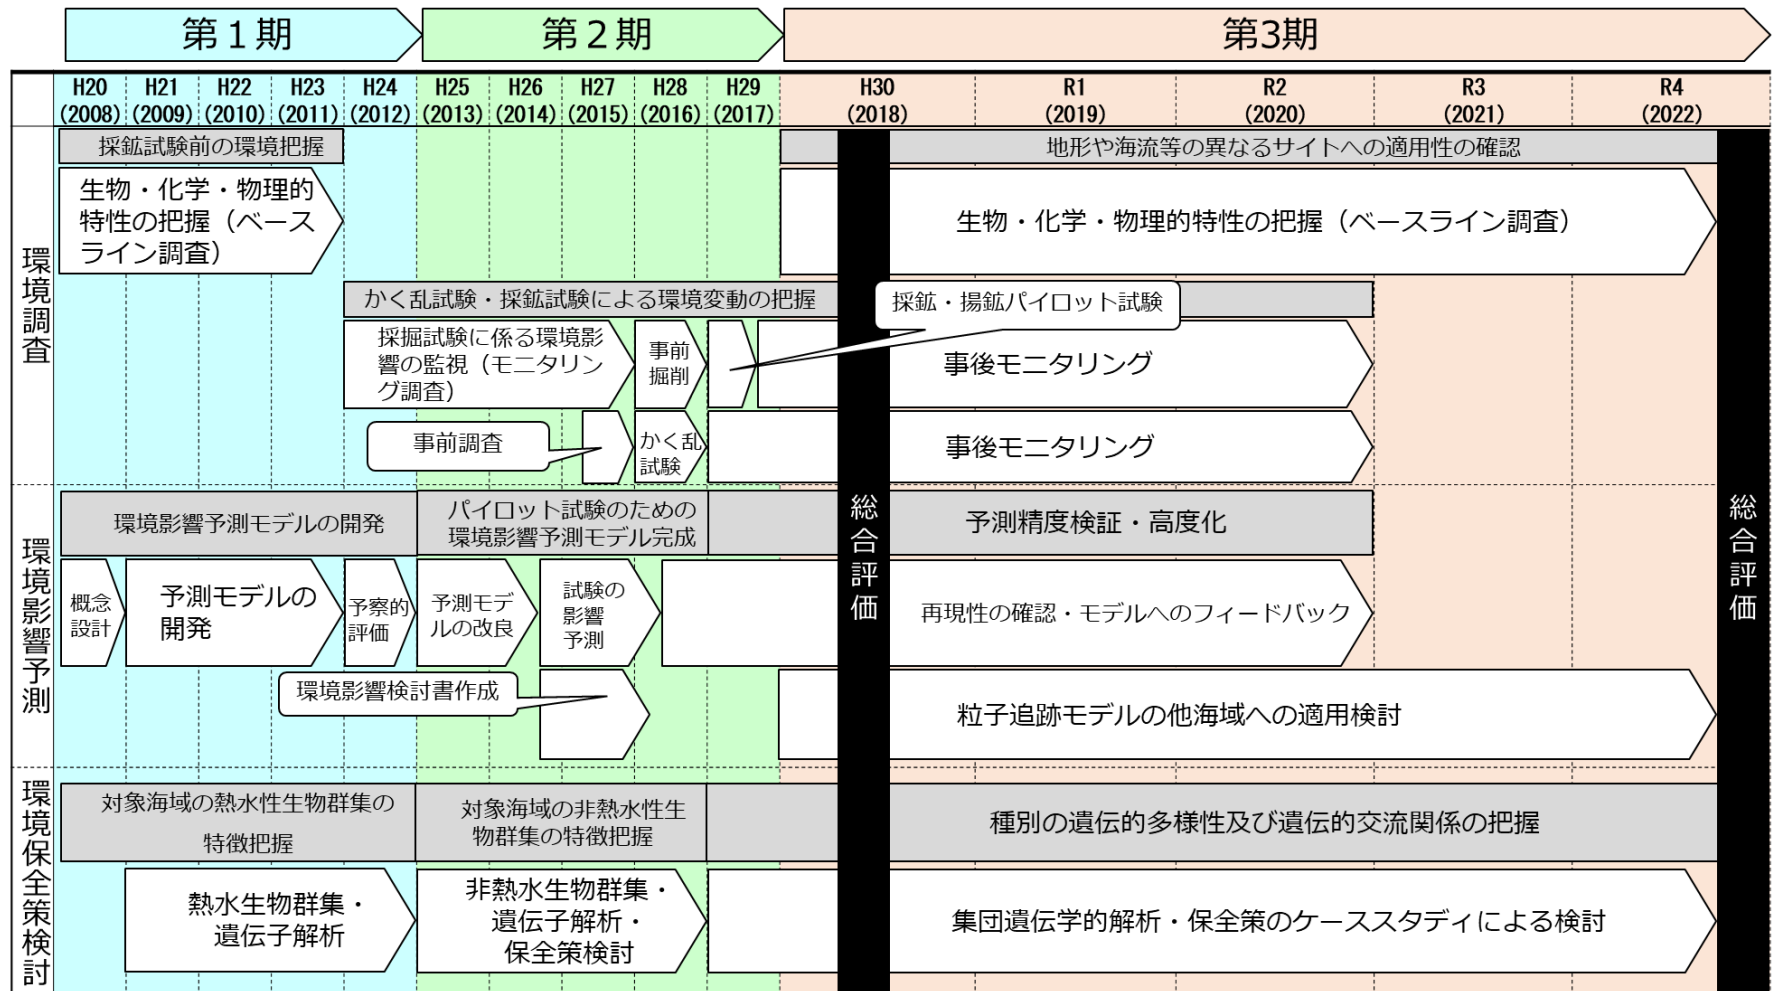 第１期
第２期
第3期
H20
(2008)
H21
(2009)
H22
(2010)
H23
(2011)
H24
(2012)
H25
(2013)
H26
(2014)
H27
(2015)
H28
(2016)
H29
(2017)
H30
(2018)
R1
(2019)
R2
(2020)
R3
(2021)
R4
(2022)
環境調査
採鉱試験前の環境把握
地形や海流等の異なるサイトへの適用性の確認
生物・化学・物理的
特性の把握（ベース
ライン調査）
生物・化学・物理的特性の把握（ベースライン調査）
かく乱試験・採鉱試験による環境変動の把握
採鉱・揚鉱パイロット試験
採掘試験に係る環境影
響の監視（モニタリン
グ調査）
事前
掘削
事後モニタリング
事前調査
かく乱
試験
事後モニタリング
総合評価
総合評価
環境影響予測
環境影響予測モデルの開発
パイロット試験のための
環境影響予測モデル完成
予測精度検証・高度化
概念
設計
予測モデルの
開発
予察的
評価
予測モデ
ルの改良
試験の
影響
予測
再現性の確認・モデルへのフィードバック
環境影響検討書作成
粒子追跡モデルの他海域への適用検討
環境保全策検討
対象海域の熱水性生物群集の
特徴把握
対象海域の非熱水性生
物群集の特徴把握
種別の遺伝的多様性及び遺伝的交流関係の把握
熱水生物群集・
遺伝子解析
非熱水生物群集・
遺伝子解析・
保全策検討
集団遺伝学的解析・保全策のケーススタディによる検討